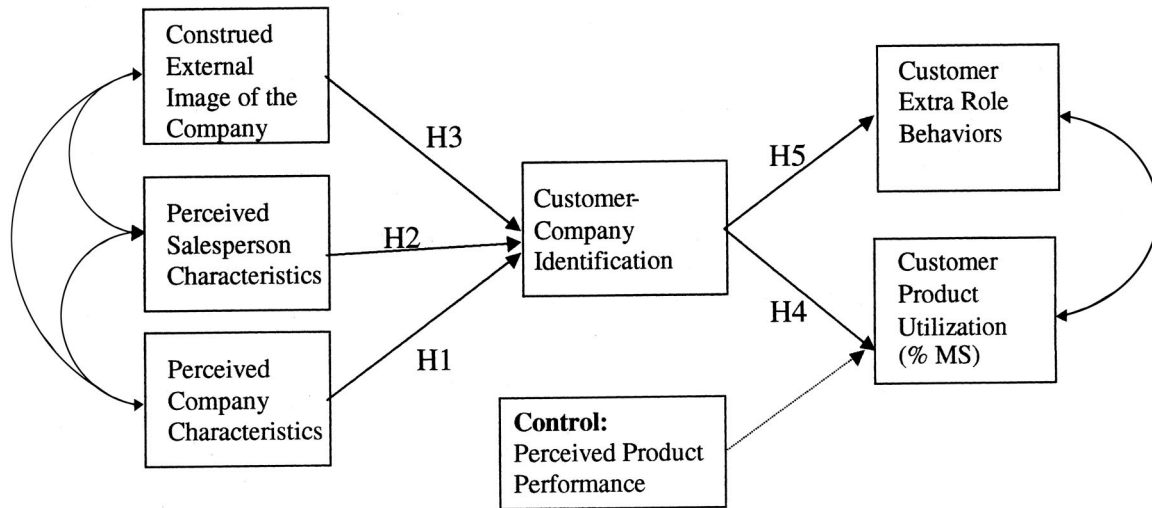 Construed
External
Image of the
Company
H3
Perceived
Salesperson
Characteristics
H2
Perceived
Company
Characteristics
H1
Customer-
Company
Identification
H5
Customer
Extra Role
Behaviors
H4
Customer
Product
Utilization
(% MS)
Control:
Perceived Product
Performance